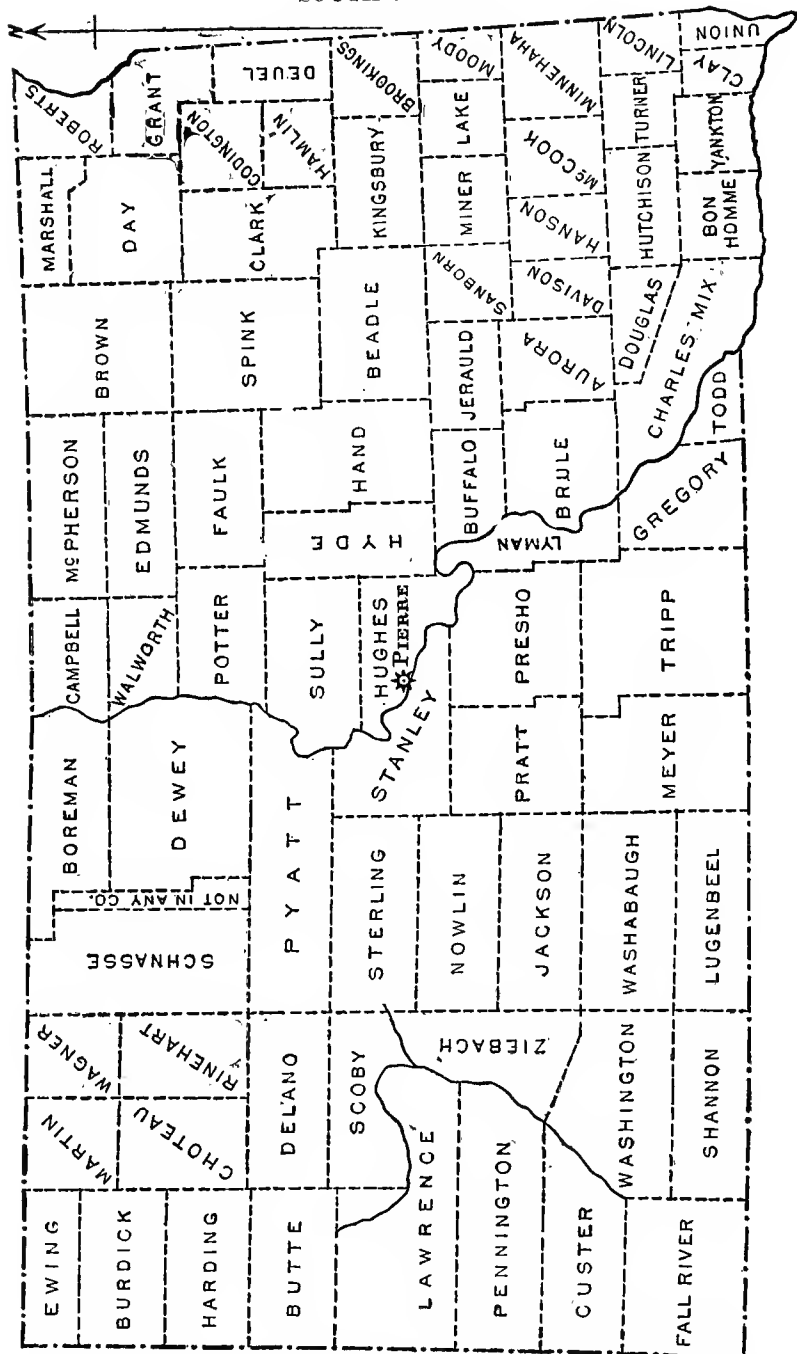 N
ROBERTS
GRANT
DEUEL
CODINGTON
HAMLIN
BROOKINGS
MOODY
MINNEHAHA
LINCOLN
UNION
CLAY
MARSHALL
DAY
CLARK
KINGSBURY
LAKE
MINER
McCOOK
HANSON
TURNER
HUTCHISON
YANKTON
BON
HOMME
BROWN
SPINK
BEADLE
SANBORN
JERAULD
DAVISON
AURORA
DOUGLAS
CHARLES MIX
TODD
McPHERSON
EDMUNDS
FAULK
HAND
HYDE
BUFFALO
BRULE
LYMAN
GREGORY
CAMPBELL
WALWORTH
POTTER
SULLY
HUGHES
PIERRE
STANLEY
PRESHO
PRATT
TRIPP
MEYER
BOREMAN
DEWEY
NOT IN ANY CO.
SCHNASSE
PYATT
STERLING
NOWLIN
JACKSON
WASHABAUGH
LUGENBEEL
WAGNER
RINEHART
MARTIN
CHOTEAU
DELANO
SCOBY
ZIEBACH
WASHINGTON
SHANNON
EWING
BURDICK
HARDING
BUTTE
LAWRENCE
PENNINGTON
CUSTER
FALL RIVER